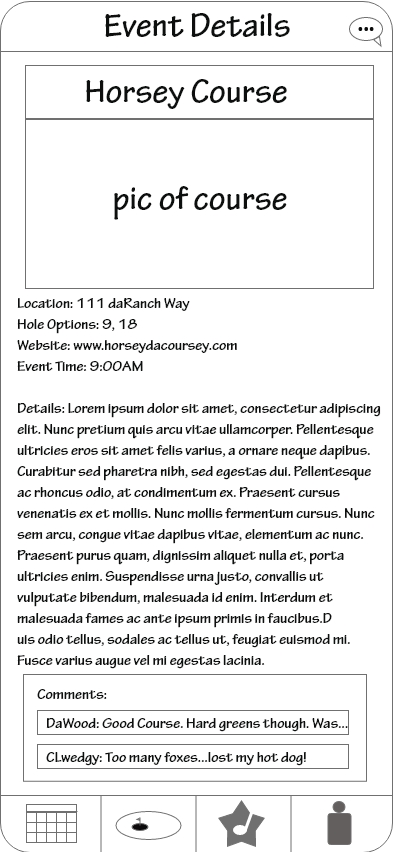 Event Details
Horsey Course
pic of course
Location: 111 daRanch Way
Hole Options: 9, 18
Website: www.horseydacoursey.com
Event Time: 9:00AM
Details: Lorem ipsum dolor sit amet, consectetur adipiscing
elit. Nunc pretium quis arcu vitae ullamcorper. Pellentesque
ultricies eros sit amet felis varius, a ornare neque dapibus.
Curabitur sed pharetra nibh, sed egestas dui. Pellentesque
ac rhoncus odio, at condimentum ex. Praesent cursus
venenatis ex et mollis. Nunc mollis fermentum cursus. Nunc
sem arcu, congue vitae dapibus vitae, elementum ac nunc.
Praesent purus quam, dignissim aliquet nulla et, porta
ultricies enim. Suspendisse urna justo, convallis ut
vulputate bibendum, malesuada id enim. Interdum et
malesuada fames ac ante ipsum primis in faucibus.D
uis odio tellus, sodales ac tellus ut, feugiat euismod mi.
Fusce varius augue vel mi egestas lacinia.
Comments:
DaWood: Good Course. Hard greens though. Was...
CLwedgy: Too many foxes...lost my hot dog!